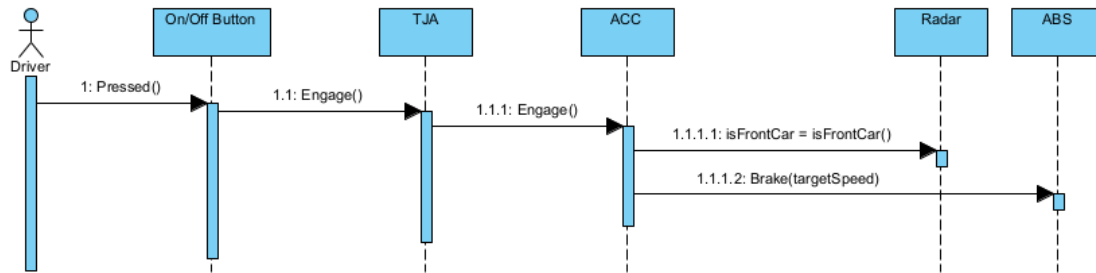 On/Off Button
TJA
ACC
Radar
ABS
Driver
1: Pressed()
1.1: Engage()
1.1.1: Engage()
1.1.1.1: isFrontCar = isFrontCar()
1.1.1.2: Brake(targetSpeed)